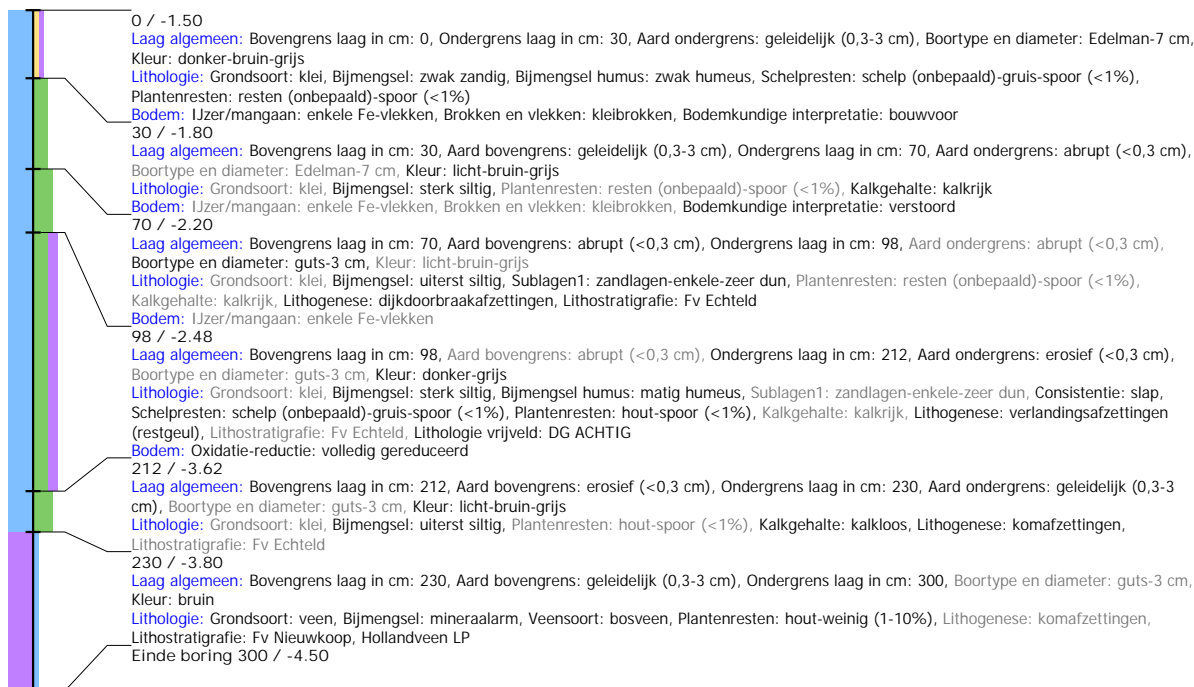 0 / -1.50
Laag algemeen: Bovengrens laag in cm: 0, Ondergrens laag in cm: 30, Aard ondergrens: geleidelijk (0,3-3 cm), Boortype en diameter: Edelman-7 cm,
Kleur: donker-bruin-grijs
Lithologie: Grondsoort: klei, Bijmengsel: zwak zandig, Bijmengsel humus: zwak humeus, Schelpresten: schelp (onbepaald)-gruis-spoor (<1%),
Plantenresten: resten (onbepaald)-spoor (<1%)
Bodem: IJzer/mangaan: enkele Fe-vlekken, Brokken en vlekken: kleibrokken, Bodemkundige interpretatie: bouwvoor
30 / -1.80
Laag algemeen: Bovengrens laag in cm: 30, Aard bovengrens: geleidelijk (0,3-3 cm), Ondergrens laag in cm: 70, Aard ondergrens: abrupt (<0,3 cm),
Boortype en diameter: Edelman-7 cm, Kleur: licht-bruin-grijs
Lithologie: Grondsoort: klei, Bijmengsel: sterk siltig, Plantenresten: resten (onbepaald)-spoor (<1%), Kalkgehalte: kalkrijk
Bodem: IJzer/mangaan: enkele Fe-vlekken, Brokken en vlekken: kleibrokken, Bodemkundige interpretatie: verstoord
70 / -2.20
Laag algemeen: Bovengrens laag in cm: 70, Aard bovengrens: abrupt (<0,3 cm), Ondergrens laag in cm: 98, Aard ondergrens: abrupt (<0,3 cm),
Boortype en diameter: guts-3 cm, Kleur: licht-bruin-grijs
Lithologie: Grondsoort: klei, Bijmengsel: uiterst siltig, Sublagen1: zandlagen-enkele-zeer dun, Plantenresten: resten (onbepaald)-spoor (<1%),
Kalkgehalte: kalkrijk, Lithogenese: dijkdoorbraakafzettingen, Lithostratigrafie: Fv Echteld
Bodem: IJzer/mangaan: enkele Fe-vlekken
98 / -2.48
Laag algemeen: Bovengrens laag in cm: 98, Aard bovengrens: abrupt (<0,3 cm), Ondergrens laag in cm: 212, Aard ondergrens: erosief (<0,3 cm),
Boortype en diameter: guts-3 cm, Kleur: donker-grijs
Lithologie: Grondsoort: klei, Bijmengsel: sterk siltig, Bijmengsel humus: matig humeus, Sublagen1: zandlagen-enkele-zeer dun, Consistentie: slap,
Schelpresten: schelp (onbepaald)-gruis-spoor (<1%), Plantenresten: hout-spoor (<1%), Kalkgehalte: kalkrijk, Lithogenese: verlandingsafzettingen
(restgeul), Lithostratigrafie: Fv Echteld, Lithologie vrijveld: DG ACHTIG
Bodem: Oxidatie-reductie: volledig gereduceerd
212 / -3.62
Laag algemeen: Bovengrens laag in cm: 212, Aard bovengrens: erosief (<0,3 cm), Ondergrens laag in cm: 230, Aard ondergrens: geleidelijk (0,3-3
cm), Boortype en diameter: guts-3 cm, Kleur: licht-bruin-grijs
Lithologie: Grondsoort: klei, Bijmengsel: uiterst siltig, Plantenresten: hout-spoor (<1%), Kalkgehalte: kalkloos, Lithogenese: komafzettingen,
Lithostratigrafie: Fv Echteld
230 / -3.80
Laag algemeen: Bovengrens laag in cm: 230, Aard bovengrens: geleidelijk (0,3-3 cm), Ondergrens laag in cm: 300, Boortype en diameter: guts-3 cm,
Kleur: bruin
Lithologie: Grondsoort: veen, Bijmengsel: mineraalarm, Veensoort: bosveen, Plantenresten: hout-weinig (1-10%), Lithogenese: komafzettingen,
Lithostratigrafie: Fv Nieuwkoop, Hollandveen LP
Einde boring 300 / -4.50